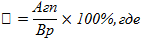 ▯ = Агп / Вр × 100%, где